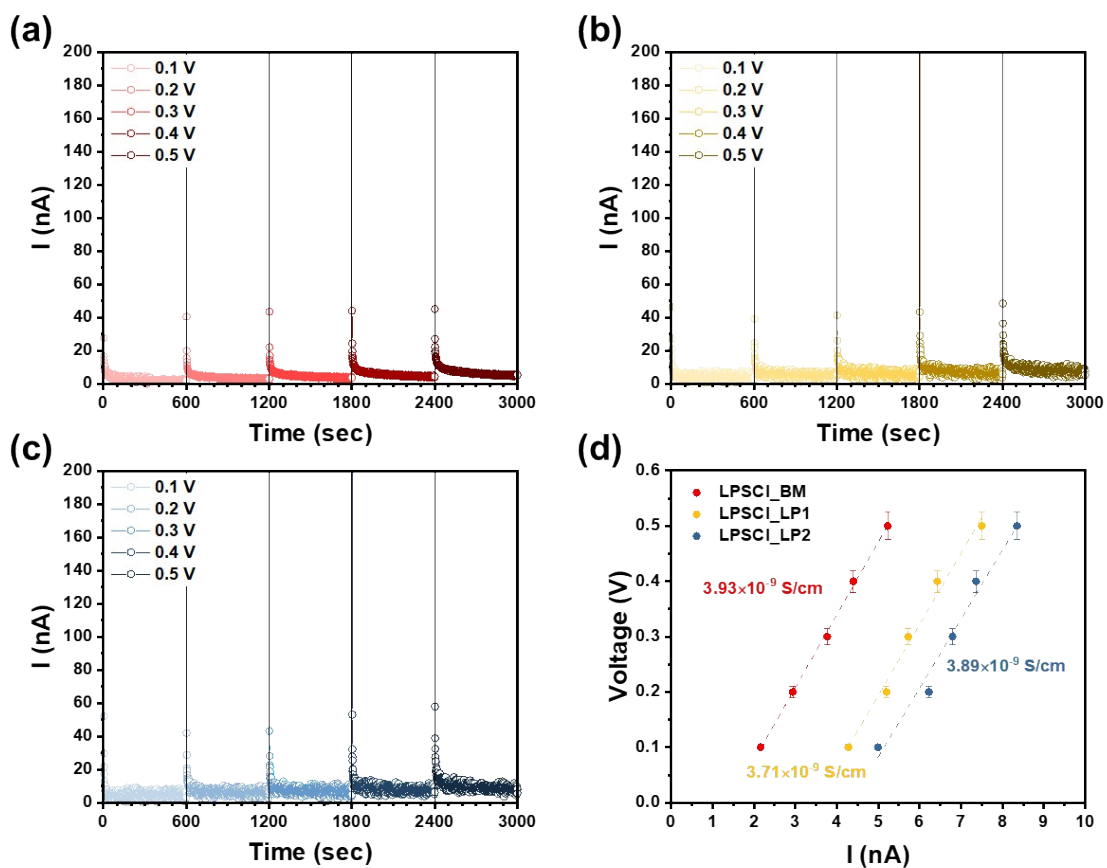 (a)
200
180
160
140
120
100
80
60
40
20
0
I (nA)
0.1 V
0.2 V
0.3 V
0.4 V
0.5 V
0 600 1200 1800 2400 3000
Time (sec)
(b)
200
180
160
140
120
100
80
60
40
20
0
I (nA)
0.1 V
0.2 V
0.3 V
0.4 V
0.5 V
0 600 1200 1800 2400 3000
Time (sec)
(c)
200
180
160
140
120
100
80
60
40
20
0
I (nA)
0.1 V
0.2 V
0.3 V
0.4 V
0.5 V
0 600 1200 1800 2400 3000
Time (sec)
(d)
0.6
0.5
0.4
0.3
0.2
0.1
0.0
Voltage (V)
LPSCl_BM
LPSCl_LP1
LPSCl_LP2
3.93×10⁻⁹ S/cm
3.89×10⁻⁹ S/cm
3.71×10⁻⁹ S/cm
0 1 2 3 4 5 6 7 8 9 10
I (nA)